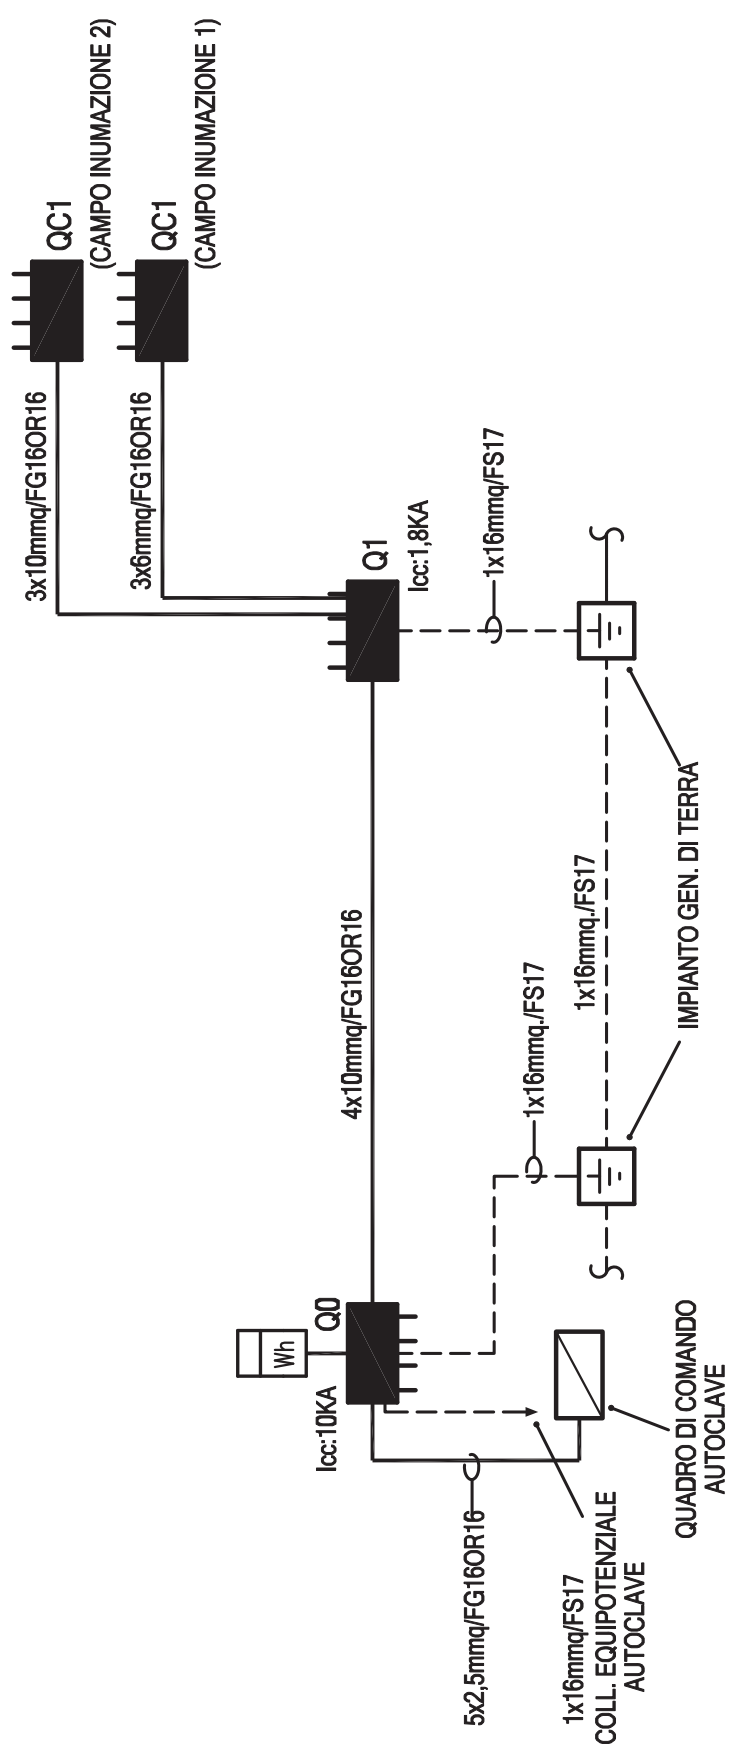 QC1
(CAMPO INUMAZIONE 2)
QC1
(CAMPO INUMAZIONE 1)
3x10mmq/FG16OR16
3x6mmq/FG16OR16
Q1
Icc:1,8KA
1x16mmq/FS17
4x10mmq/FG16OR16
1x16mmq./FS17
1x16mmq./FS17
IMPIANTO GEN. DI TERRA
Wh
Q0
Icc:10KA
5x2,5mmq/FG16OR16
1x16mmq/FS17
COLL. EQUIPOTENZIALE
AUTOCLAVE
QUADRO DI COMANDO
AUTOCLAVE